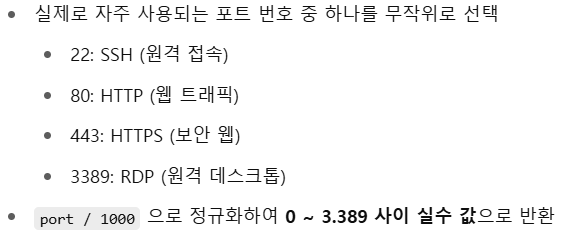 실제로 자주 사용되는 포트 번호 중 하나를 무작위로 선택
22: SSH (원격 접속)
80: HTTP (웹 트래픽)
443: HTTPS (보안 웹)
3389: RDP (원격 데스크톱)
port / 1000 으로 정규화하여 0 ~ 3.389 사이 실수 값으로 반환